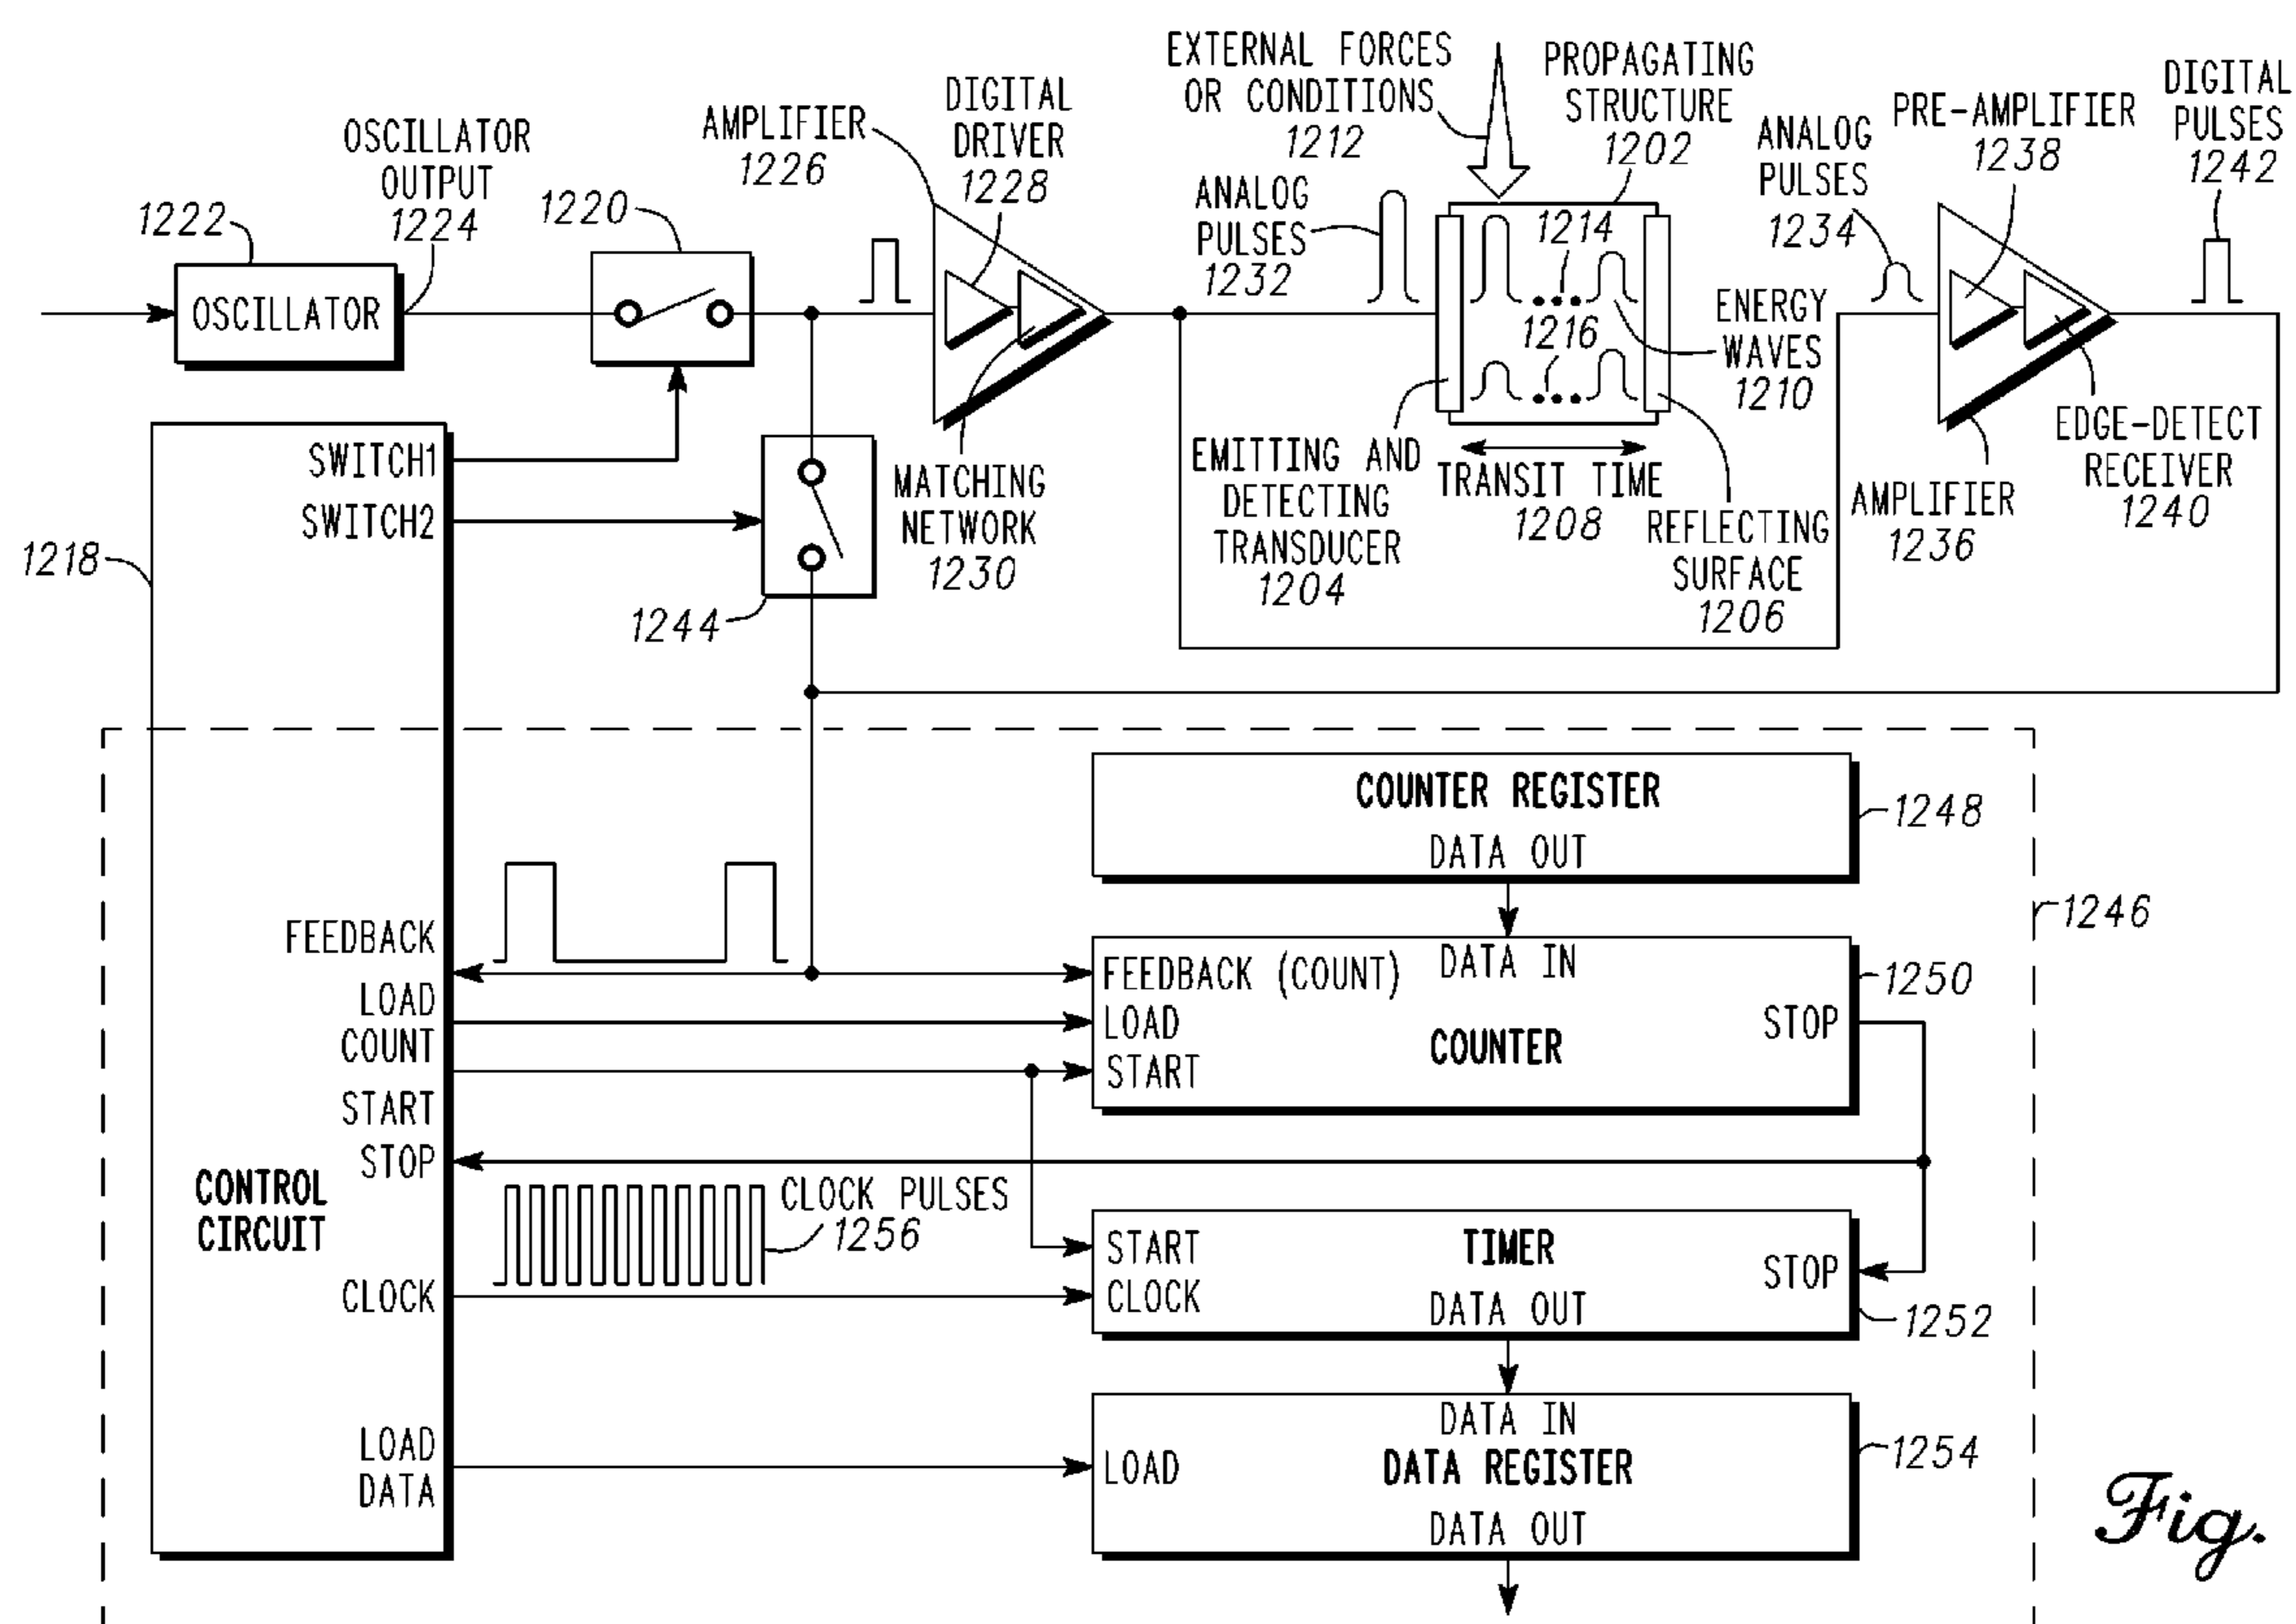 OSCILLATOR
OUTPUT
1224
1222
OSCILLATOR
1220
AMPLIFIER
1226
DIGITAL
DRIVER
1228
MATCHING
NETWORK
1230
1244
EXTERNAL FORCES
OR CONDITIONS
1212
ANALOG
PULSES
1232
PROPAGATING
STRUCTURE
1202
1214
1216
ENERGY
WAVES
1210
EMITTING AND
DETECTING
TRANSDUCER
1204
TRANSIT TIME
1208
REFLECTING
SURFACE
1206
ANALOG
PULSES
1234
PRE-AMPLIFIER
1238
DIGITAL
PULSES
1242
EDGE-DETECT
RECEIVER
1240
AMPLIFIER
1236
1218
SWITCH1
SWITCH2
FEEDBACK
LOAD
COUNT
START
STOP
CONTROL
CIRCUIT
CLOCK
LOAD
DATA
CLOCK PULSES
1256
COUNTER REGISTER
DATA OUT
1248
1246
FEEDBACK (COUNT)
DATA IN
LOAD
COUNTER
START
STOP
1250
START
TIMER
STOP
CLOCK
DATA OUT
1252
DATA IN
LOAD
DATA REGISTER
DATA OUT
1254
Fig.